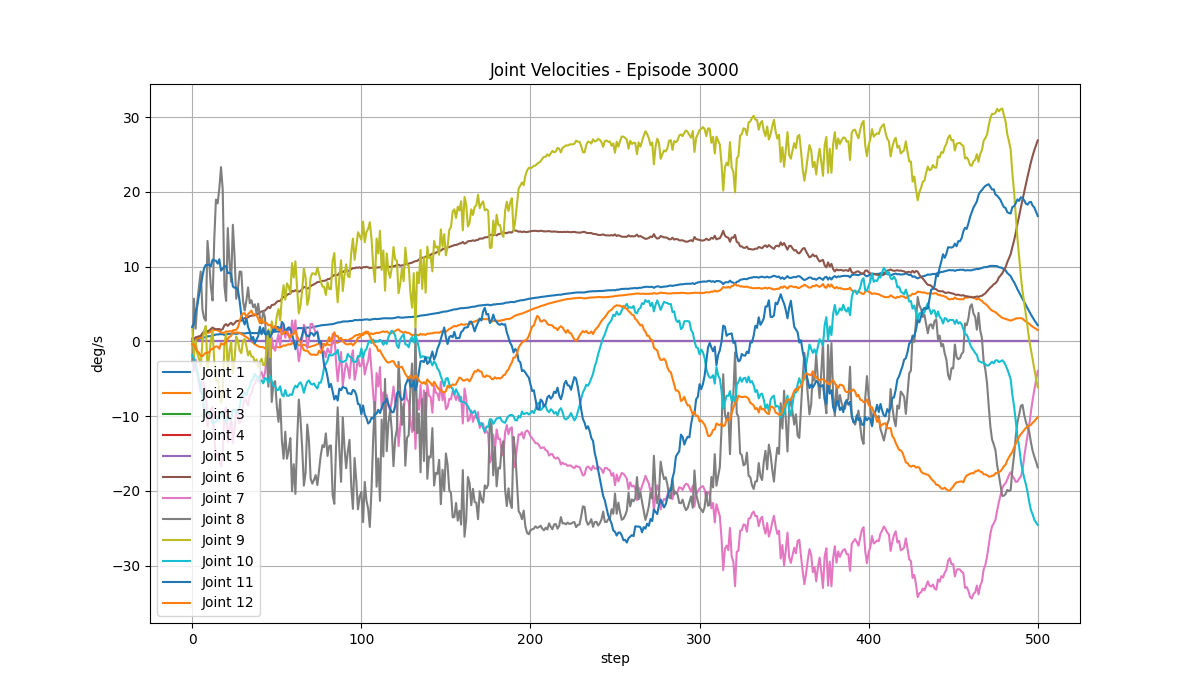 Joint Velocities - Episode 3000
deg/s
30
20
10
0
−10
−20
−30
Joint 1
Joint 2
Joint 3
Joint 4
Joint 5
Joint 6
Joint 7
Joint 8
Joint 9
Joint 10
Joint 11
Joint 12
0 100 200 300 400 500
step